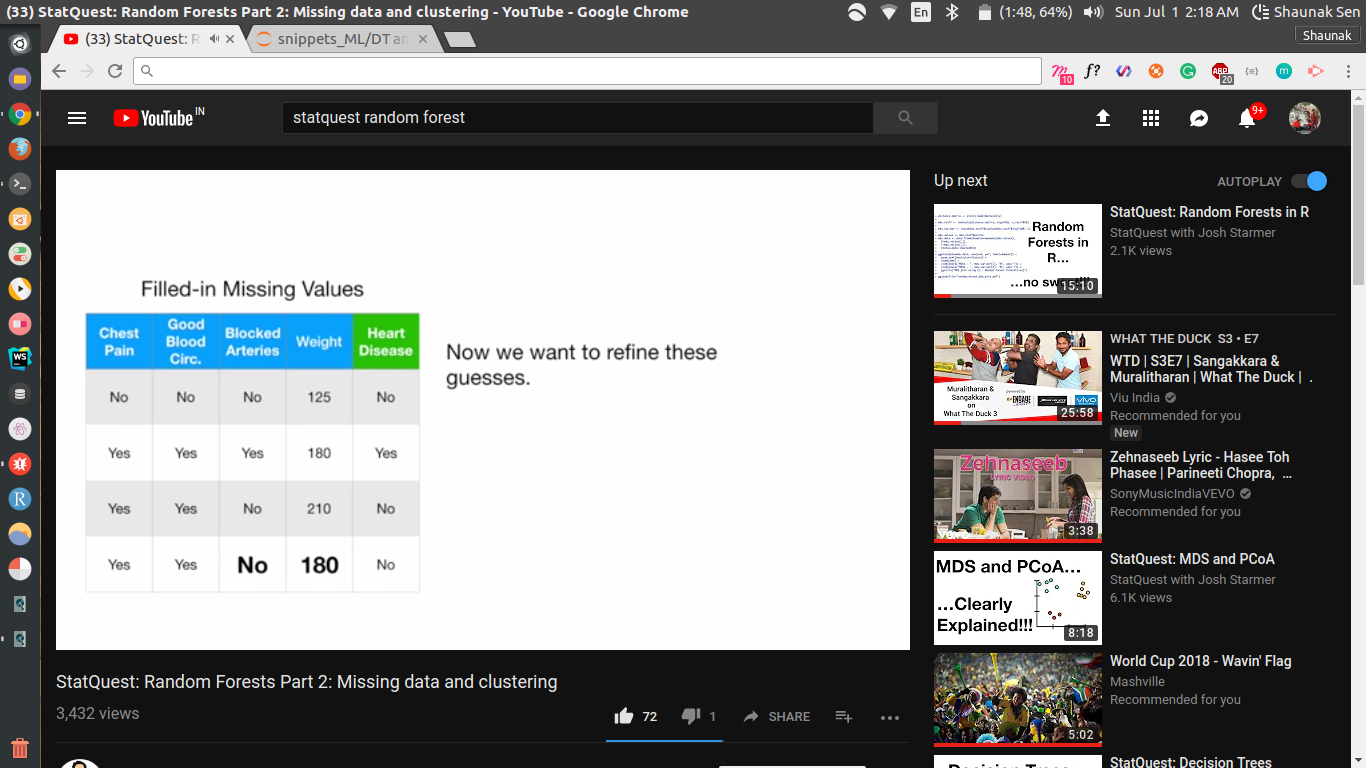 (33) StatQuest: Random Forests Part 2: Missing data and clustering - YouTube - Google Chrome
En
(1:48, 64%)
Sun Jul 1 2:18 AM
Shaunak Sen
(33) StatQuest: R
snippets_ML/DT an
Shaunak
10
f?
ABP
20
m
YouTube IN
statquest random forest
9+
Filled-in Missing Values
Chest Pain Good Blood Circ. Blocked Arteries Weight Heart Disease
No No No 125 No
Yes Yes Yes 180 Yes
Yes Yes No 210 No
Yes Yes No 180 No
Now we want to refine these
guesses.
StatQuest: Random Forests Part 2: Missing data and clustering
3,432 views
72
1
SHARE
Up next
AUTOPLAY
Random
Forests in
R...
15:10
StatQuest: Random Forests in R
StatQuest with Josh Starmer
2.1K views
Muralitharan &
Sangakkara
on
What The Duck 3
ENGAGE
vivo
25:58
WHAT THE DUCK S3 • E7
WTD | S3E7 | Sangakkara &
Muralitharan | What The Duck | .
Viu India
Recommended for you
New
Zehnaseeb
LYRIC VIDEO
vevo
3:38
Zehnaseeb Lyric - Hasee Toh
Phasee | Parineeti Chopra, ...
SonyMusicIndiaVEVO
Recommended for you
MDS and PCoA...
...Clearly
Explained!!!
8:18
StatQuest: MDS and PCoA
StatQuest with Josh Starmer
6.1K views
5:02
World Cup 2018 - Wavin' Flag
Mashville
Recommended for you
StatQuest: Decision Trees
WS
R